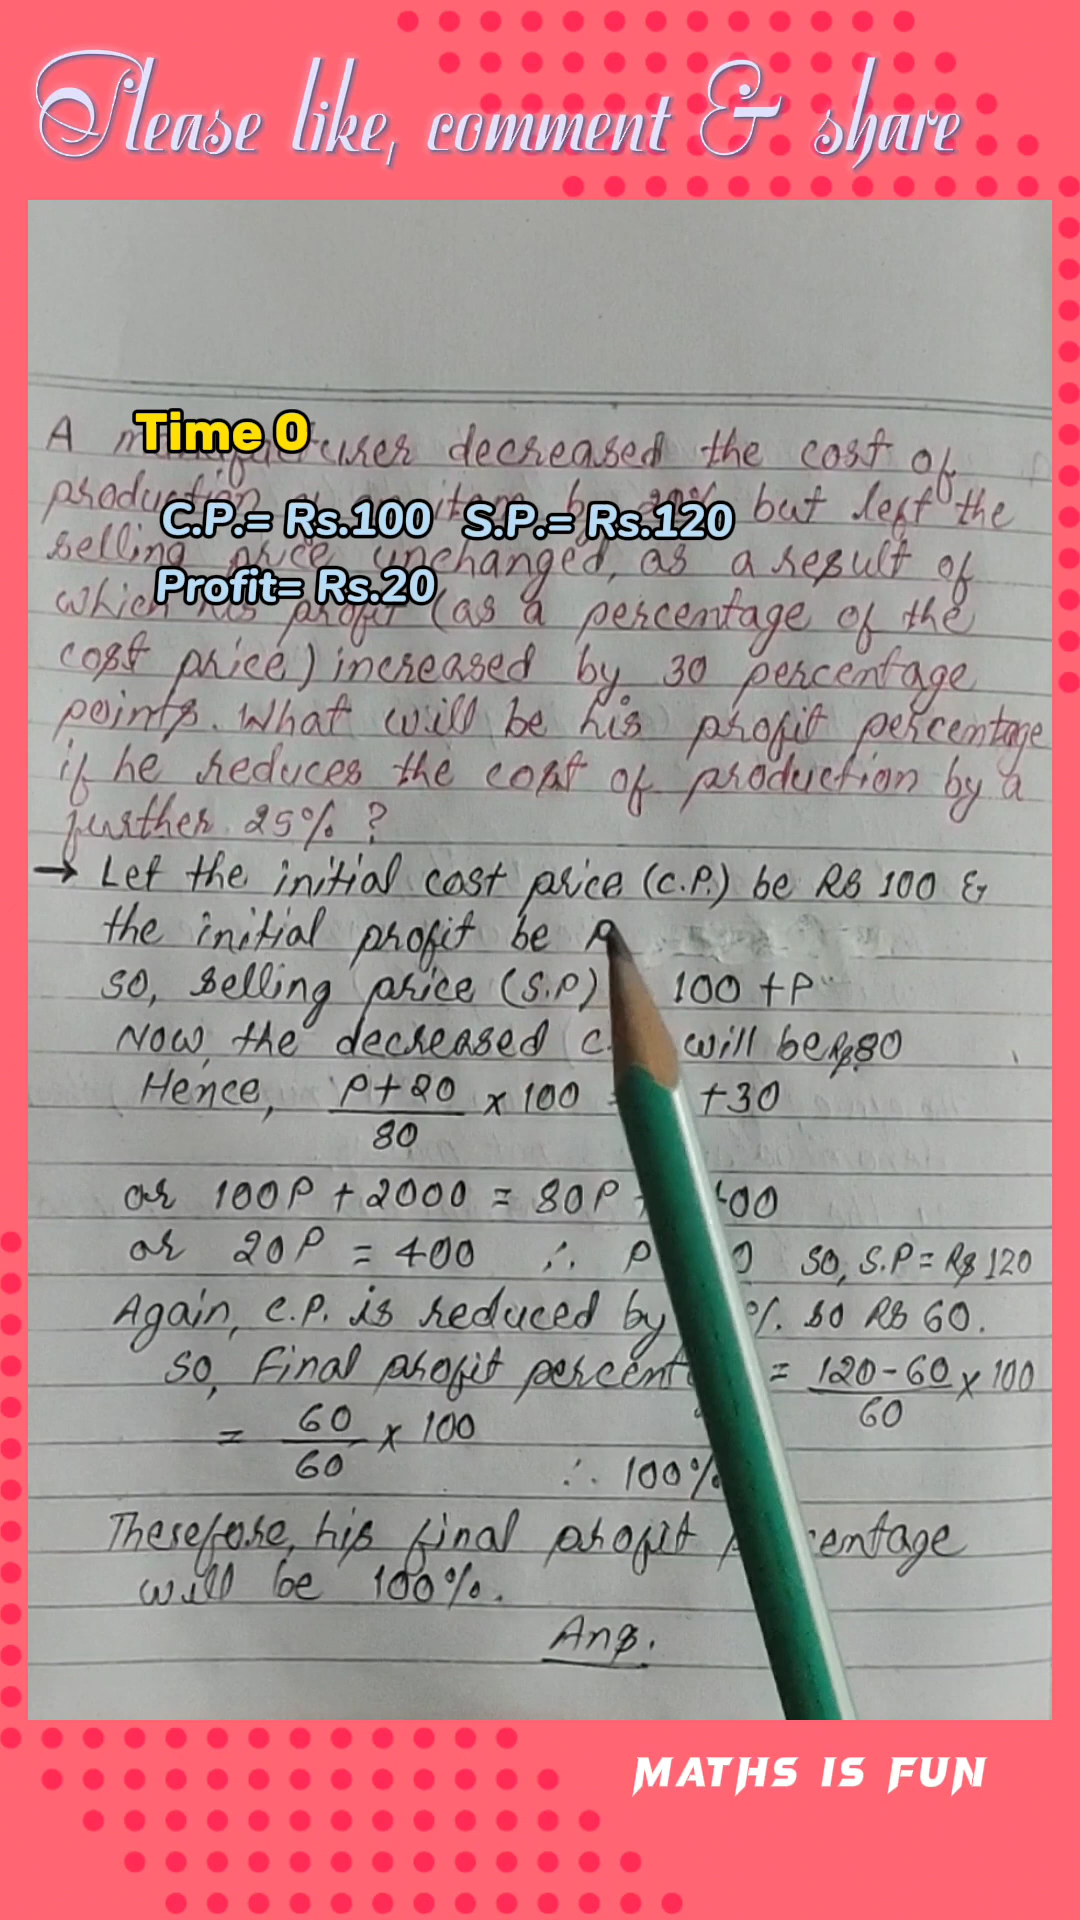 Please like, comment & share
Time 0
A decreased the cost of
C.P.= Rs.100 S.P.= Rs.120
by but left the
selling price unchanged, as a result of
Profit= Rs.20
which his profit (as a percentage of the
cost price) increased by 30 percentage
points. What will be his profit percentage
if he reduces the cost of production by a
further 25% ?
→ Let the initial cost price (C.P.) be RS 100 &
the initial profit be P
so, selling price (S.P) 100 + P
Now, the decreased will be Rs80
Hence, P+20/80 × 100 +30
or 100P + 2000 = 80P 00
or 20P = 400 ∴ P so, S.P = Rs 120
Again, C.P. is reduced by %. so RS 60.
So, Final profit = 120-60/60 × 100
= 60/60 × 100
∴ 100%
Therefore, his final profit
will be 100%.
Ans.
MATHS IS FUN